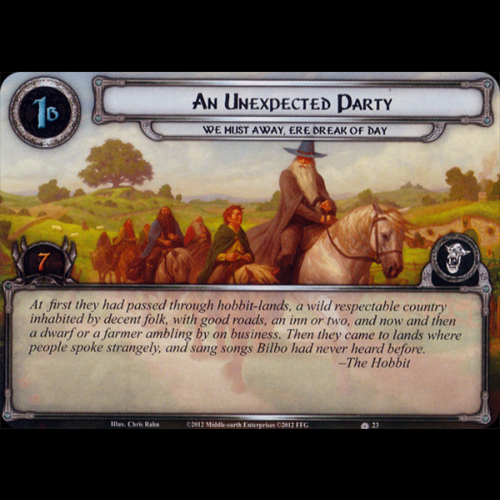 1B
An Unexpected Party
We must away, ere break of day
7
At first they had passed through hobbit-lands, a wild respectable country
inhabited by decent folk, with good roads, an inn or two, and now and then
a dwarf or a farmer ambling by on business. Then they came to lands where
people spoke strangely, and sang songs Bilbo had never heard before.
–The Hobbit
Illus. Chris Rahn ©2012 Middle-earth Enterprises ©2012 FFG 23